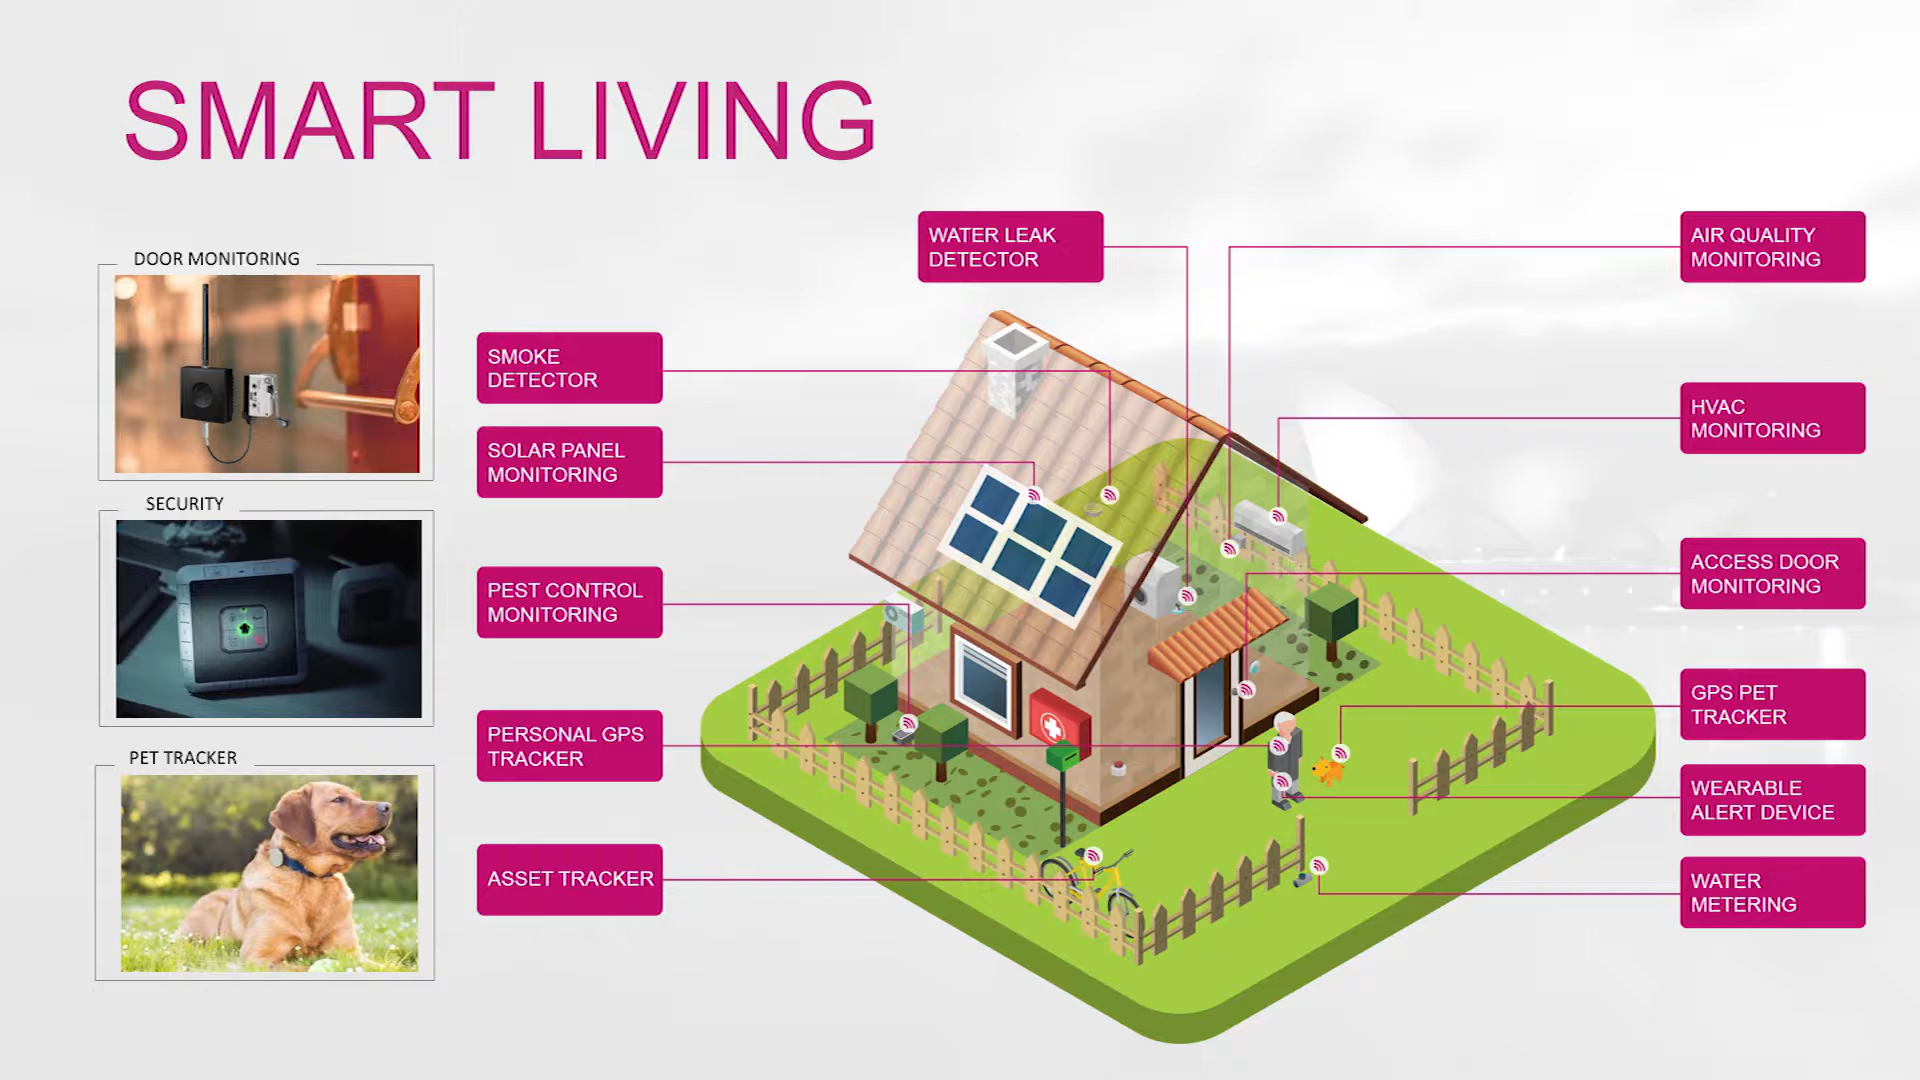 SMART LIVING
DOOR MONITORING
SECURITY
PET TRACKER
WATER LEAK
DETECTOR
SMOKE
DETECTOR
SOLAR PANEL
MONITORING
PEST CONTROL
MONITORING
PERSONAL GPS
TRACKER
ASSET TRACKER
AIR QUALITY
MONITORING
HVAC
MONITORING
ACCESS DOOR
MONITORING
GPS PET
TRACKER
WEARABLE
ALERT DEVICE
WATER
METERING